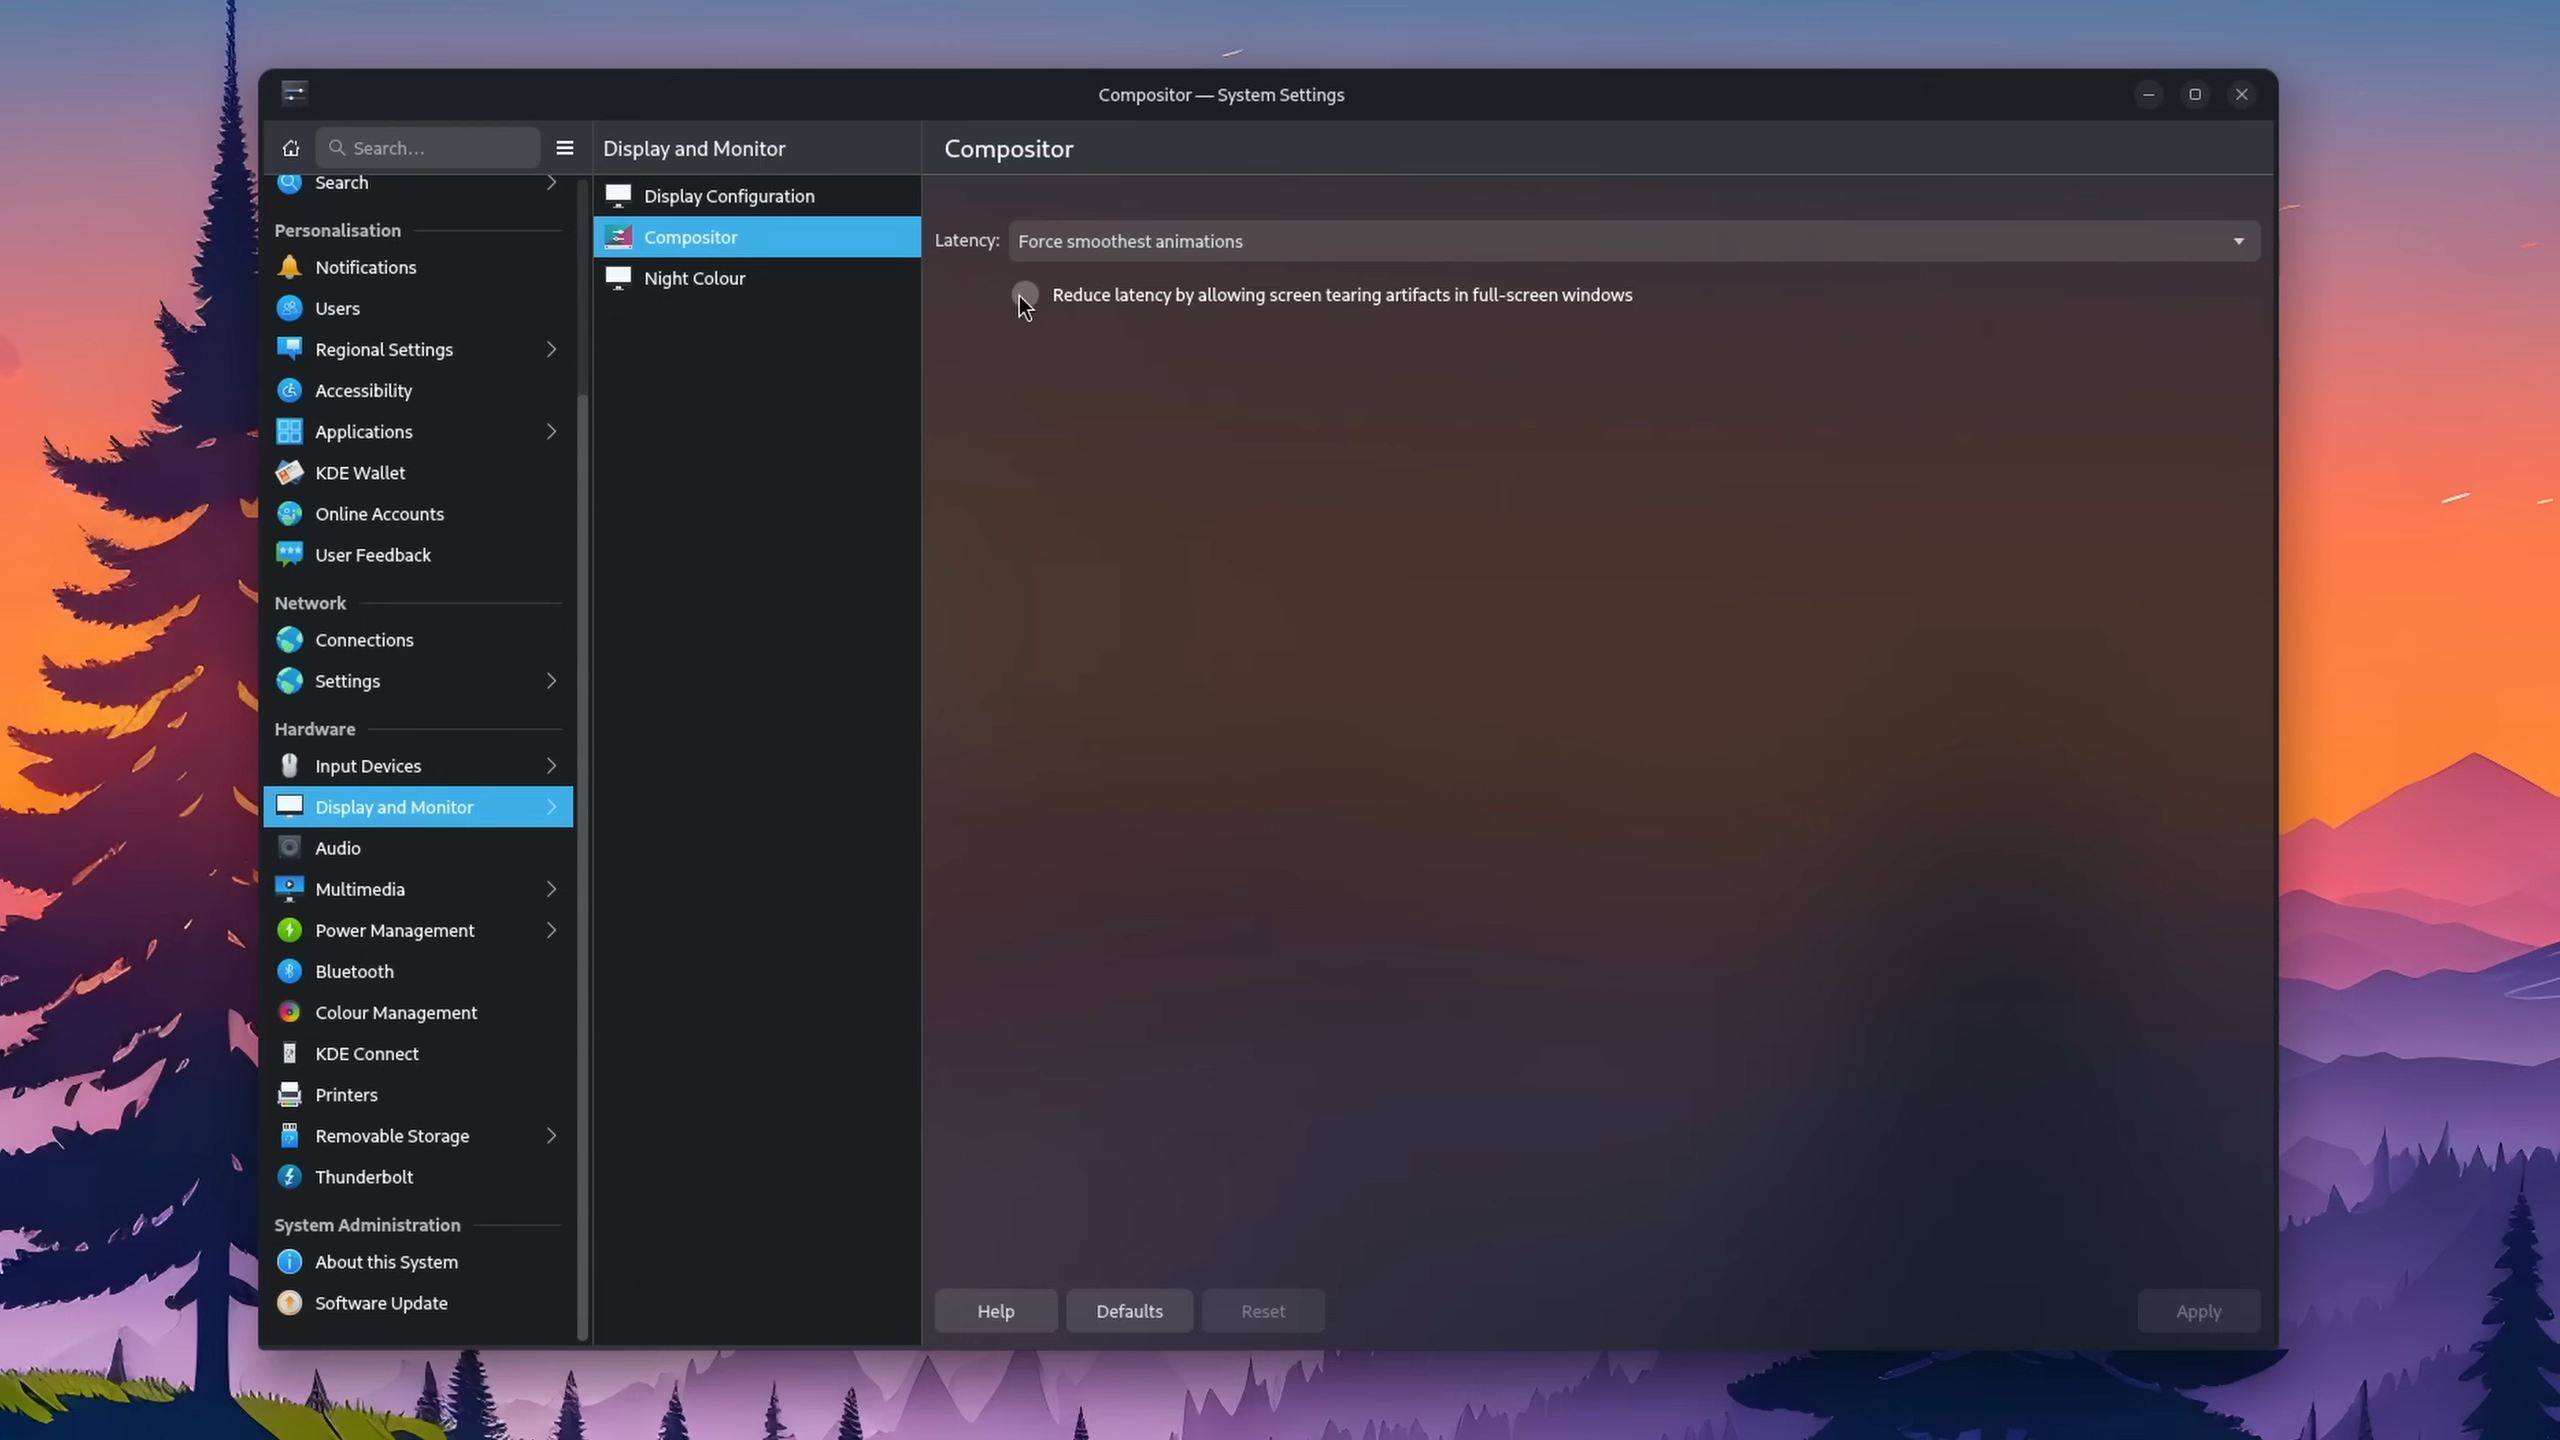 Compositor — System Settings
Search...
Display and Monitor
Compositor
Search
Personalisation
Notifications
Users
Regional Settings
Accessibility
Applications
KDE Wallet
Online Accounts
User Feedback
Network
Connections
Settings
Hardware
Input Devices
Display and Monitor
Audio
Multimedia
Power Management
Bluetooth
Colour Management
KDE Connect
Printers
Removable Storage
Thunderbolt
System Administration
About this System
Software Update
Display Configuration
Compositor
Night Colour
Latency: Force smoothest animations
Reduce latency by allowing screen tearing artifacts in full-screen windows
Help
Defaults
Reset
Apply